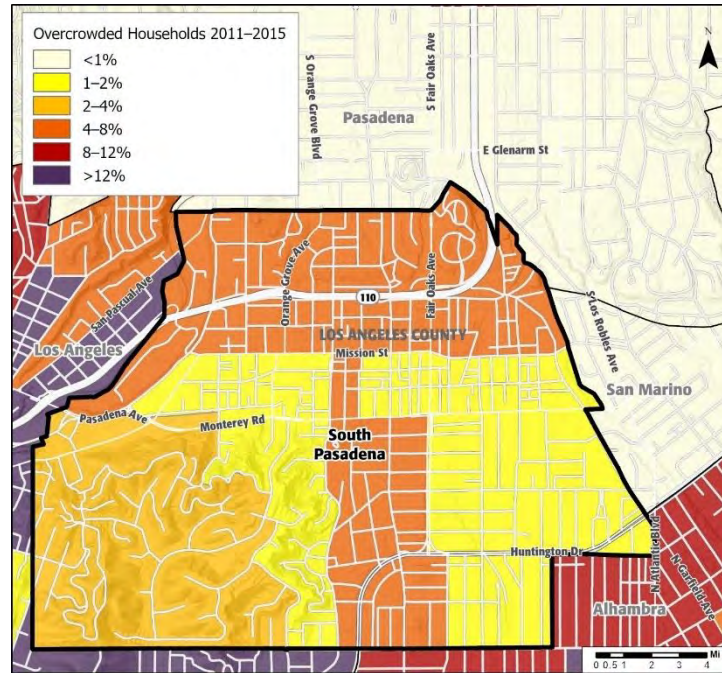 Overcrowded Households 2011–2015
<1%
1–2%
2–4%
4–8%
8–12%
>12%
N
S Orange Grove Blvd
S Fair Oaks Ave
Pasadena
E Glenarm St
San Pascual Ave
Orange Grove Ave
Fair Oaks Ave
110
S Los Robles Ave
Los Angeles
LOS ANGELES COUNTY
Mission St
San Marino
Pasadena Ave
Monterey Rd
South
Pasadena
Huntington Dr
N Atlantic Blvd
N Garfield Ave
Alhambra
Mi
0 0.5 1 2 3 4